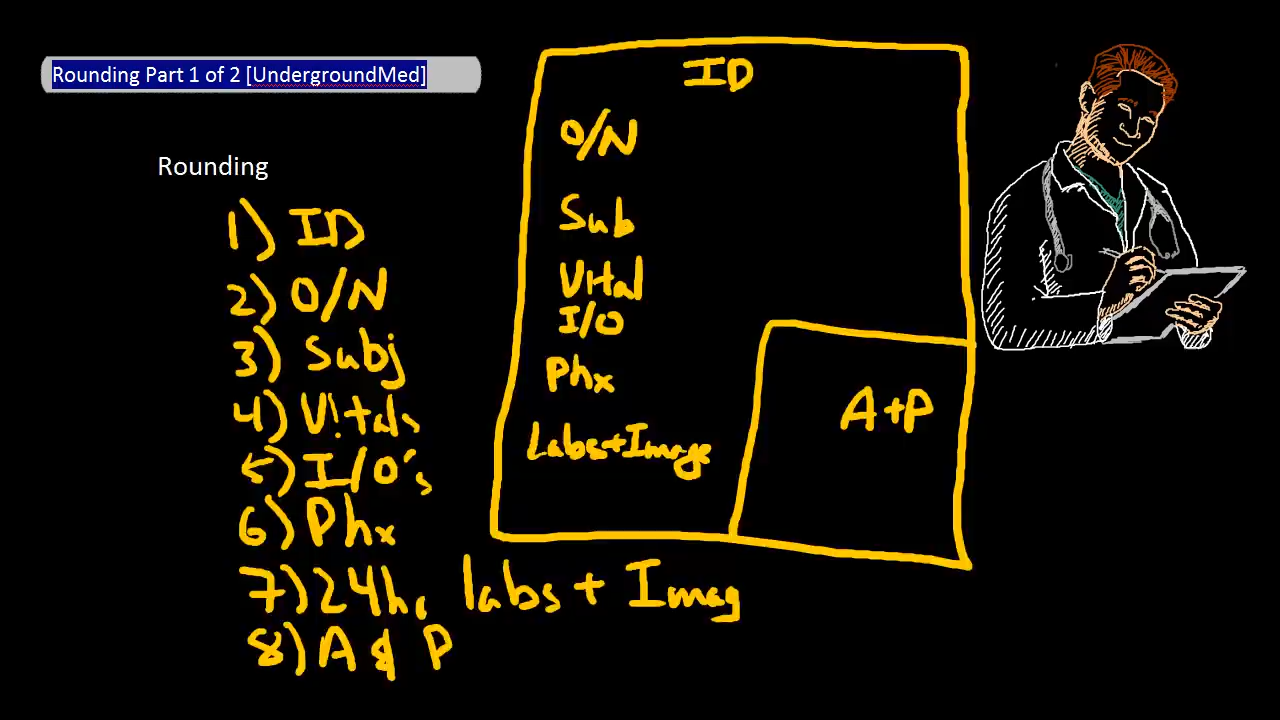 Rounding Part 1 of 2 [UndergroundMed]
Rounding
1) ID
2) O/N
3) Subj
4) Vitals
5) I/O's
6) Phx
7) 24hr labs + Imag
8) A & P
ID
O/N
Sub
Vital
I/O
Phx
Labs+Image
A+P